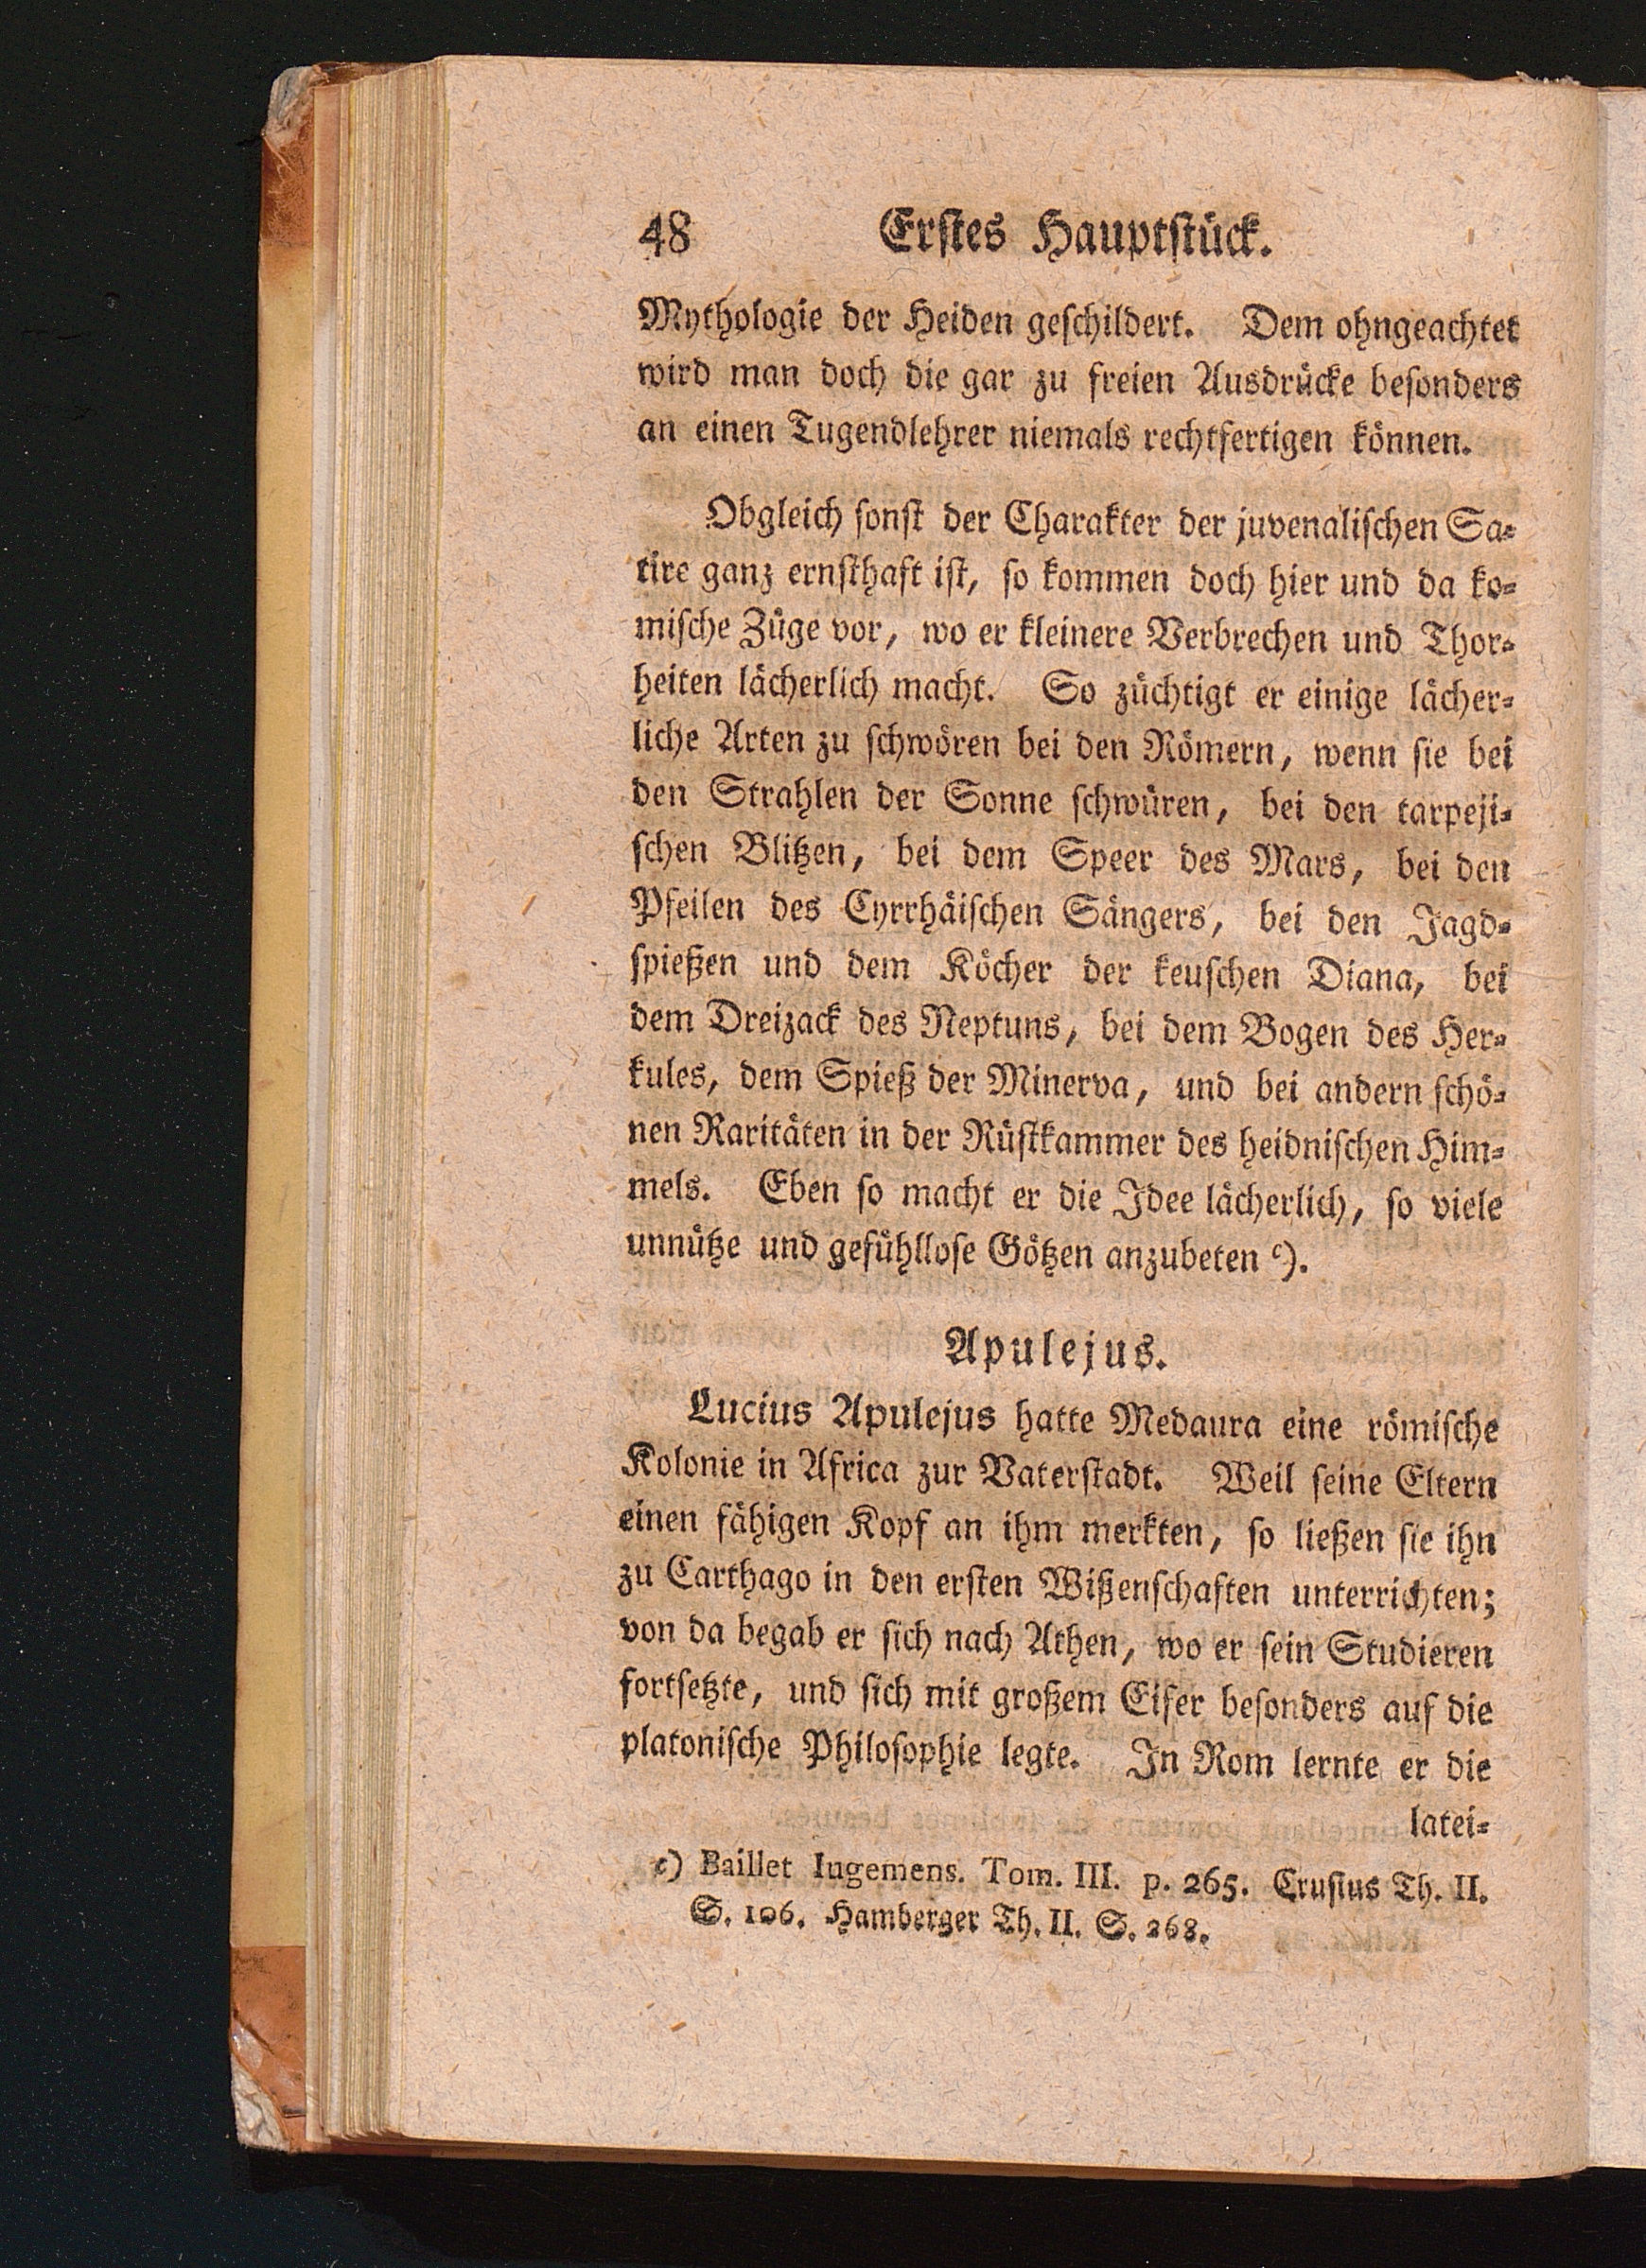 48 Erſtes Hauptſtück.
Mythologie der Heiden geſchildert. Dem ohngeachtet
wird man doch die gar zu freien Ausdrücke beſonders
an einen Tugendlehrer niemals rechtfertigen können.
Obgleich ſonſt der Charakter der juvenaliſchen Sa-
tire ganz ernſthaft iſt, ſo kommen doch hier und da ko-
miſche Züge vor, wo er kleinere Verbrechen und Thor-
heiten lächerlich macht. So züchtigt er einige lächer-
liche Arten zu ſchwören bei den Römern, wenn ſie bei
den Strahlen der Sonne ſchwüren, bei den tarpeji-
ſchen Blitzen, bei dem Speer des Mars, bei den
Pfeilen des Cyrrhäiſchen Sängers, bei den Jagd-
ſpießen und dem Köcher der keuſchen Diana, bei
dem Dreizack des Neptuns, bei dem Bogen des Her-
kules, dem Spieß der Minerva, und bei andern ſchö-
nen Raritäten in der Rüſtkammer des heidniſchen Him-
mels. Eben ſo macht er die Idee lächerlich, ſo viele
unnütze und gefühlloſe Götzen anzubeten c).
Apulejus.
Lucius Apulejus hatte Medaura eine römiſche
Kolonie in Africa zur Vaterſtadt. Weil ſeine Eltern
einen fähigen Kopf an ihm merkten, ſo ließen ſie ihn
zu Carthago in den erſten Wißenſchaften unterrichten;
von da begab er ſich nach Athen, wo er ſein Studieren
fortſetzte, und ſich mit großem Eifer beſonders auf die
platoniſche Philoſophie legte. In Rom lernte er die
latei-
c) Baillet Iugemens. Tom. III. p. 265. Cruſius Th. II.
S. 106. Hamberger Th. II. S. 268.